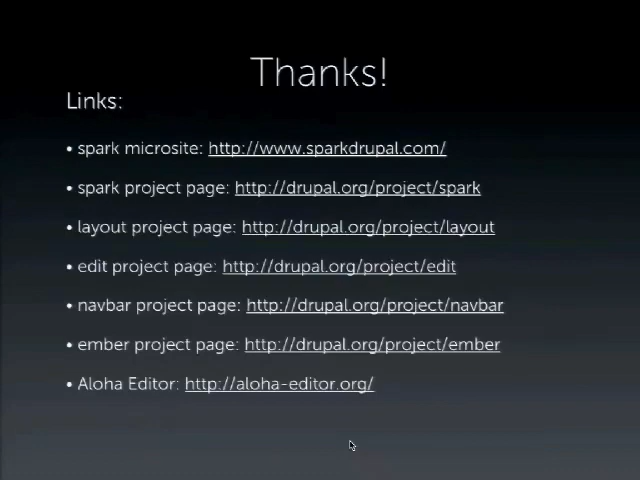 Thanks!
Links:
• spark microsite: http://www.sparkdrupal.com/
• spark project page: http://drupal.org/project/spark
• layout project page: http://drupal.org/project/layout
• edit project page: http://drupal.org/project/edit
• navbar project page: http://drupal.org/project/navbar
• ember project page: http://drupal.org/project/ember
• Aloha Editor: http://aloha-editor.org/